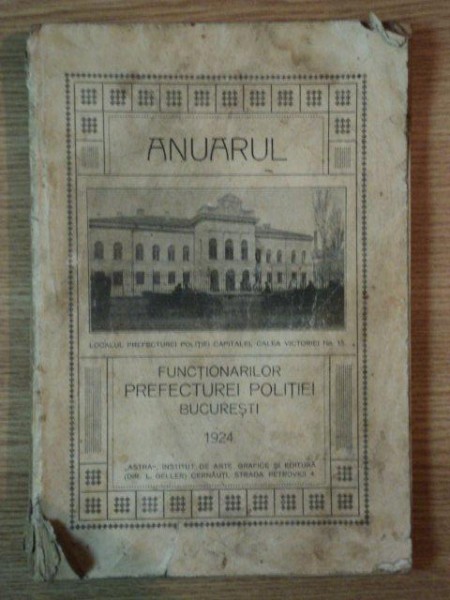 ANUARUL
LOCALUL PREFECTUREI POLIȚIEI CAPITALEI, CALEA VICTORIEI No. 15.
FUNCȚIONARILOR
PREFECTUREI POLIȚIEI
BUCUREȘTI
1924
„ASTRA“, INSTITUT DE ARTE GRAFICE ȘI EDITURĂ
(DIR. L. GELLER) CERNĂUȚI, STRADA PETROVICI 4.